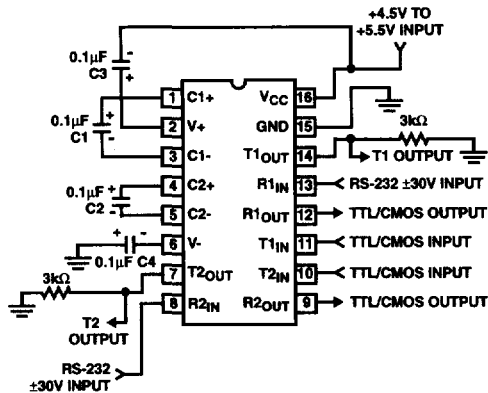 +4.5V TO
+5.5V INPUT
0.1µF
C3
-
+
1 C1+
VCC 16
0.1µF
C1
+
-
2 V+
GND 15
3kΩ
3 C1-
T1OUT 14
T1 OUTPUT
4 C2+
R1IN 13
RS-232 ±30V INPUT
0.1µF
C2
+
-
5 C2-
R1OUT 12
TTL/CMOS OUTPUT
+ -
0.1µF C4
6 V-
T1IN 11
TTL/CMOS INPUT
3kΩ
7 T2OUT
T2IN 10
TTL/CMOS INPUT
8 R2IN
R2OUT 9
TTL/CMOS OUTPUT
T2
OUTPUT
RS-232
±30V INPUT